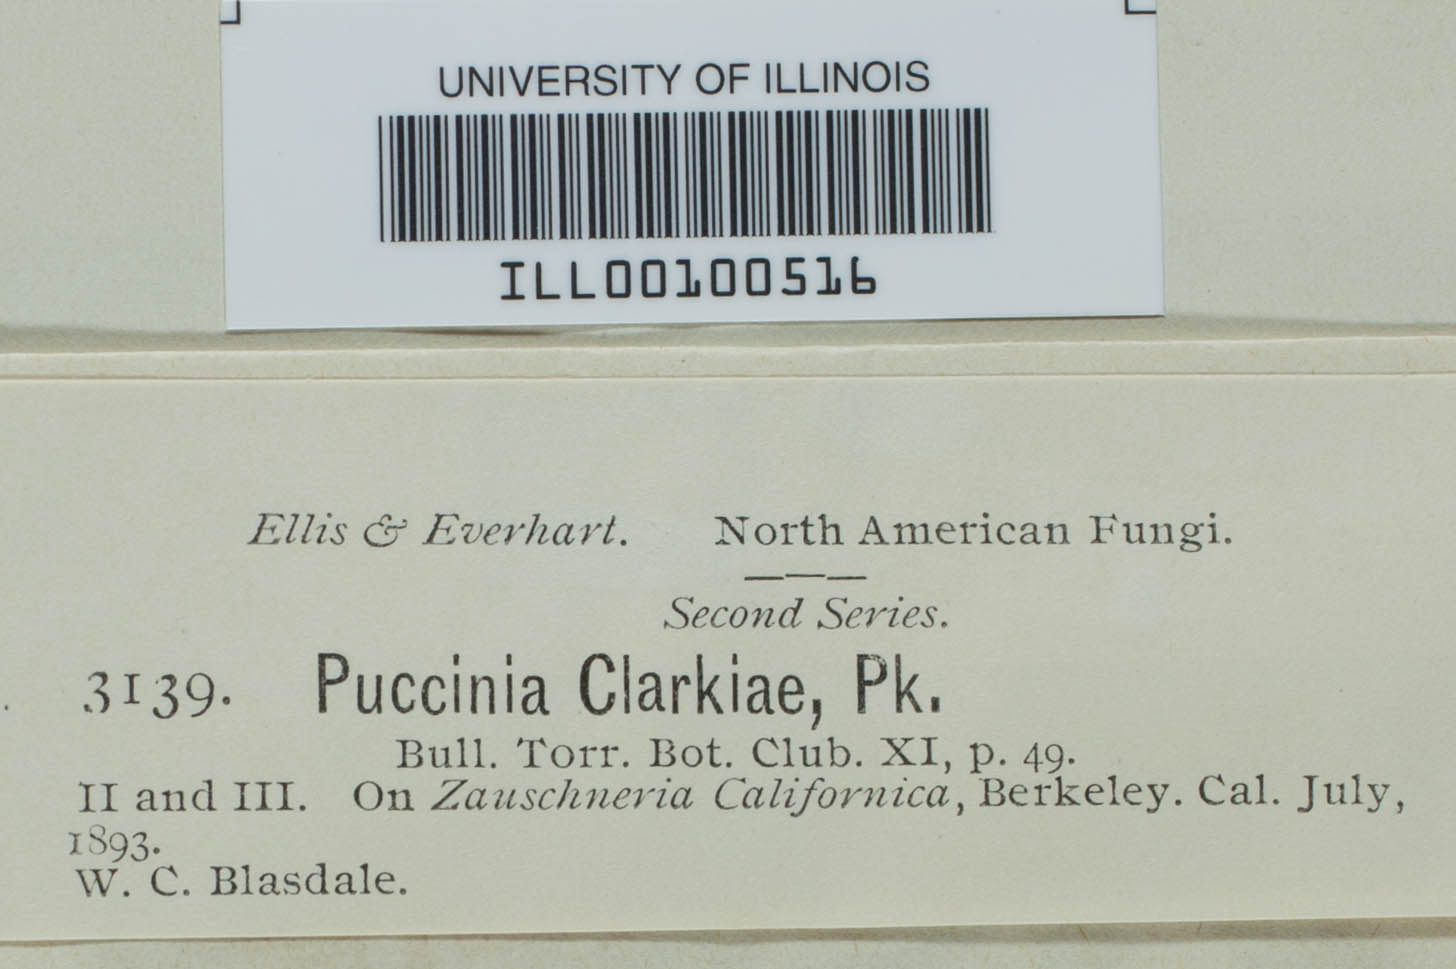 UNIVERSITY OF ILLINOIS
ILL00100516
Ellis & Everhart. North American Fungi.
Second Series.
3139. Puccinia Clarkiae, Pk.
Bull. Torr. Bot. Club. XI, p. 49.
II and III. On Zauschneria Californica, Berkeley. Cal. July,
1893.
W. C. Blasdale.